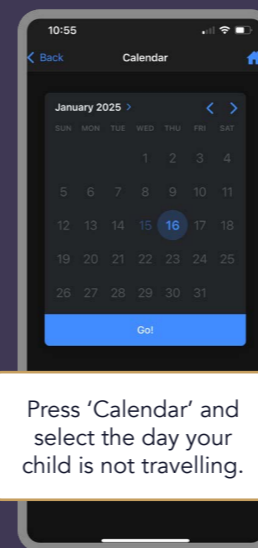 10:55
Back Calendar
January 2025 >
SUN MON TUE WED THU FRI SAT
1 2 3 4
5 6 7 8 9 10 11
12 13 14 15 16 17 18
19 20 21 22 23 24 25
26 27 28 29 30 31
Go!
Press ‘Calendar’ and
select the day your
child is not travelling.